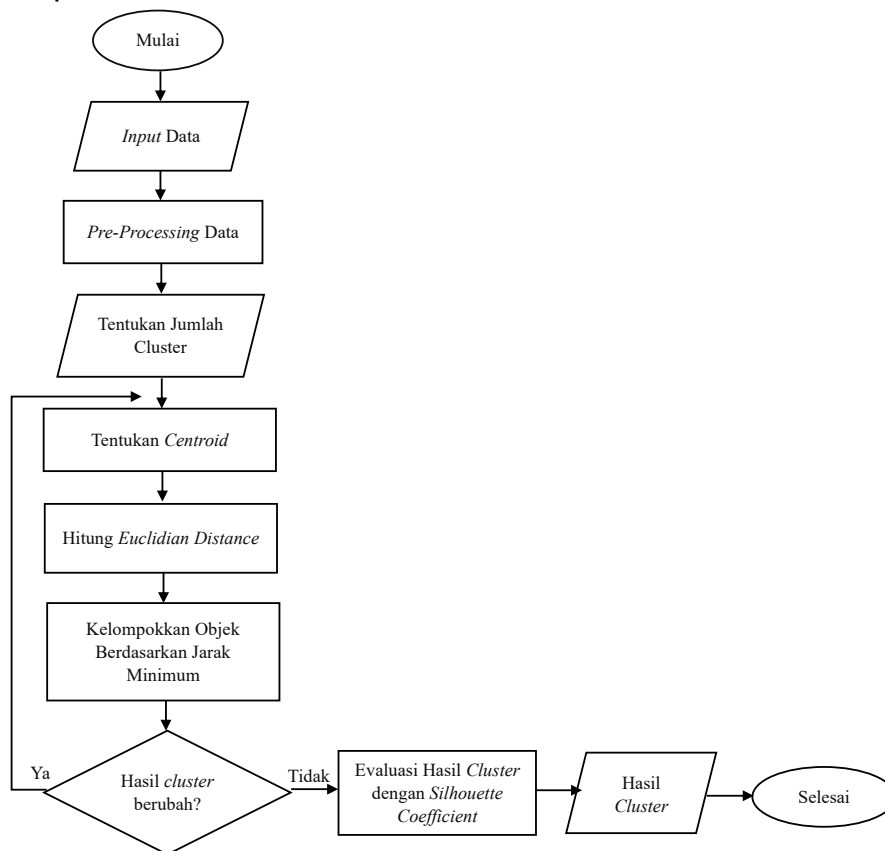 Mulai
Input Data
Pre-Processing Data
Tentukan Jumlah
Cluster
Tentukan Centroid
Hitung Euclidian Distance
Kelompokkan Objek
Berdasarkan Jarak
Minimum
Hasil cluster
berubah?
Ya
Tidak
Evaluasi Hasil Cluster
dengan Silhouette
Coefficient
Hasil
Cluster
Selesai